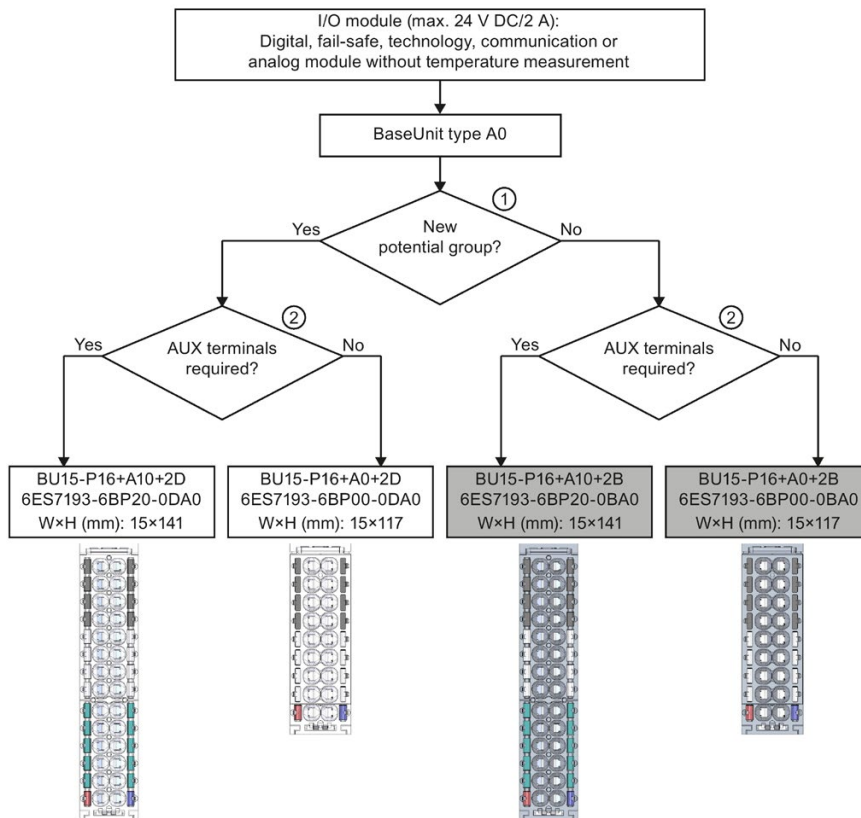 I/O module (max. 24 V DC/2 A):
Digital, fail-safe, technology, communication or
analog module without temperature measurement
BaseUnit type A0
1
New
potential group?
Yes
No
2
AUX terminals
required?
Yes
No
2
AUX terminals
required?
Yes
No
BU15-P16+A10+2D
6ES7193-6BP20-0DA0
W×H (mm): 15×141
BU15-P16+A0+2D
6ES7193-6BP00-0DA0
W×H (mm): 15×117
BU15-P16+A10+2B
6ES7193-6BP20-0BA0
W×H (mm): 15×141
BU15-P16+A0+2B
6ES7193-6BP00-0BA0
W×H (mm): 15×117